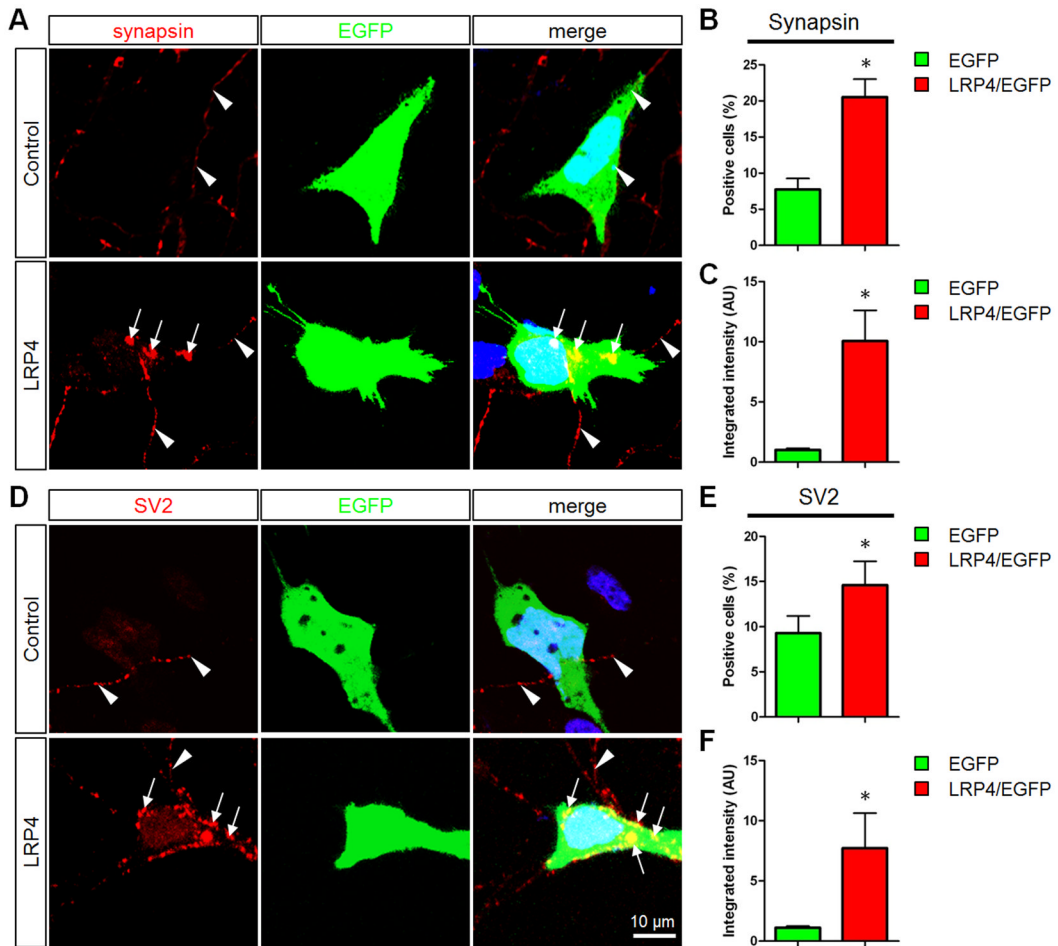 A
synapsin
EGFP
merge
Control
LRP4
B
Synapsin
Positive cells (%)
25
20
15
10
5
0
*
EGFP
LRP4/EGFP
C
Integrated intensity (AU)
15
10
5
0
*
EGFP
LRP4/EGFP
D
SV2
EGFP
merge
Control
LRP4
10 µm
E
SV2
Positive cells (%)
20
15
10
5
0
*
EGFP
LRP4/EGFP
F
Integrated intensity (AU)
15
10
5
0
*
EGFP
LRP4/EGFP